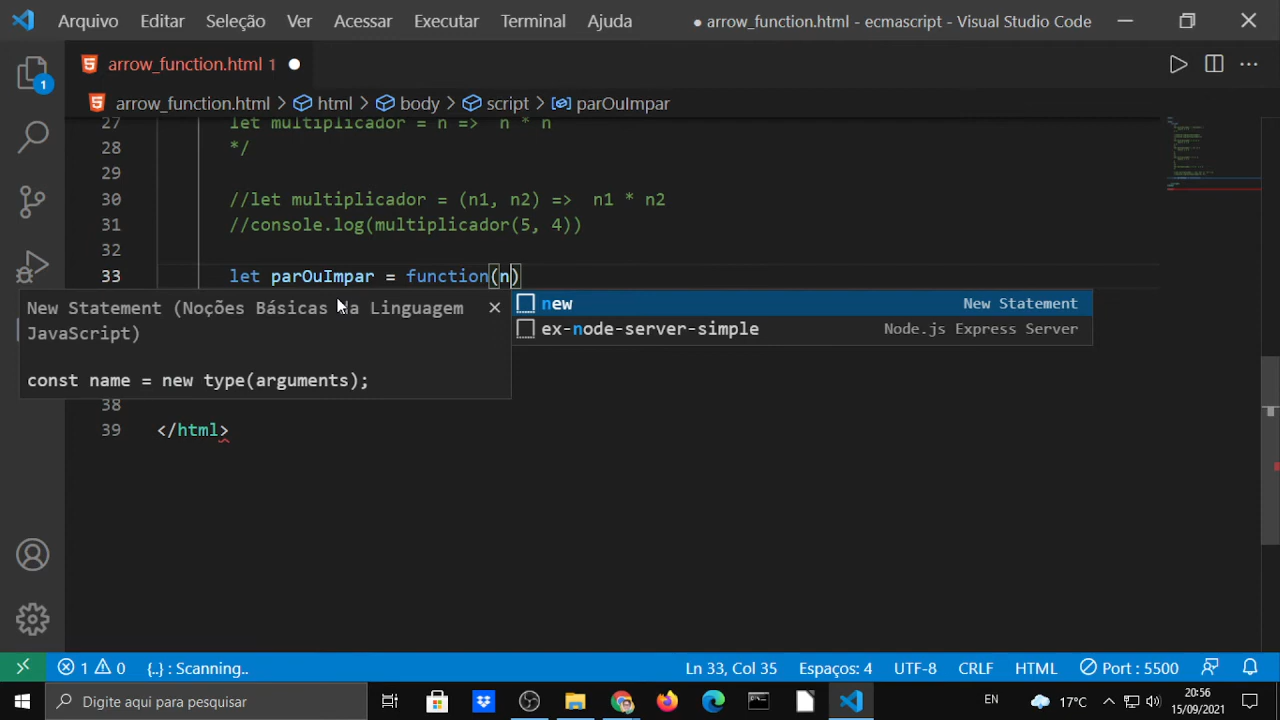 Arquivo Editar Seleção Ver Acessar Executar Terminal Ajuda ● arrow_function.html - ecmascript - Visual Studio Code
arrow_function.html 1
arrow_function.html > html > body > script > parOuImpar
27 let multiplicador = n => n * n
28 */
29
30 //let multiplicador = (n1, n2) => n1 * n2
31 //console.log(multiplicador(5, 4))
32
33 let parOuImpar = function(n)
New Statement (Noções Básicas na Linguagem
JavaScript)
const name = new type(arguments);
new New Statement
ex-node-server-simple Node.js Express Server
38
39 </html>
1 0 {..} : Scanning.. Ln 33, Col 35 Espaços: 4 UTF-8 CRLF HTML Port : 5500
Digite aqui para pesquisar
EN 17°C
20:56
15/09/2021
1